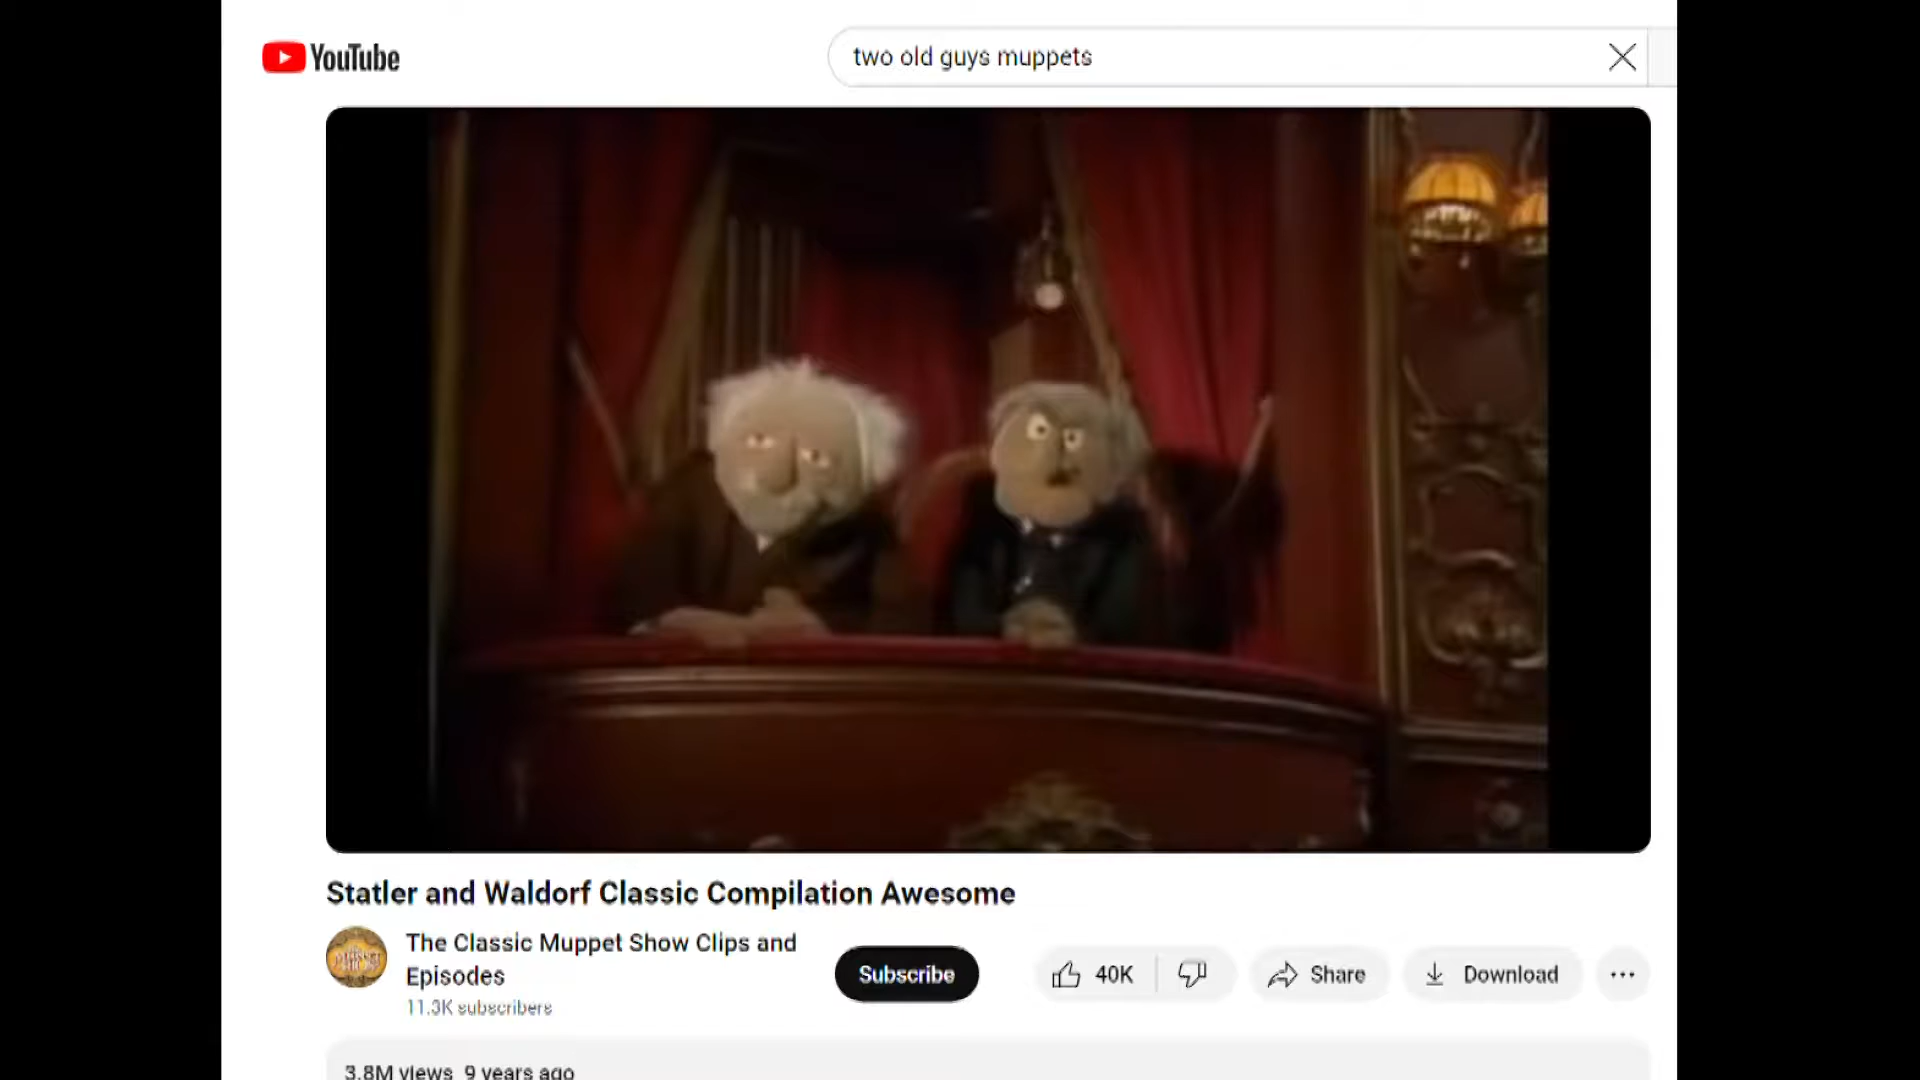 YouTube
two old guys muppets
Statler and Waldorf Classic Compilation Awesome
The Classic Muppet Show Clips and
Episodes
11.3K subscribers
Subscribe
40K
Share
Download
3.8M views 9 years ago